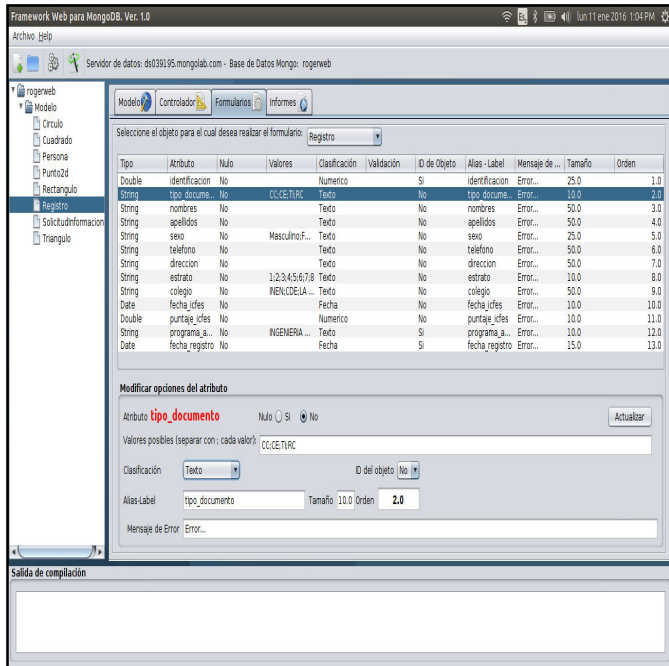 Framework Web para MongoDB. Ver. 1.0 Es lun 11 ene 2016 1:04 PM
Archivo Help
Servidor de datos: ds039195.mongolab.com - Base de Datos Mongo: rogerweb
rogerweb
Modelo
Circulo
Cuadrado
Persona
Punto2d
Rectangulo
Registro
SolicitudInformacion
Triangulo
Modelo Controlador Formularios Informes
Seleccione el objeto para el cual desea realizar el formulario: Registro
Tipo Atributo Nulo Valores Clasificación Validación ID de Objeto Alias - Label Mensaje de ... Tamaño Orden
Double identificacion No Numerico Si identificacion Error... 25.0 1.0
String tipo_docume... No CC;CE;TI;RC Texto No tipo_docume... Error... 10.0 2.0
String nombres No Texto No nombres Error... 50.0 3.0
String apellidos No Texto No apellidos Error... 50.0 4.0
String sexo No Masculino;F... Texto No sexo Error... 25.0 5.0
String telefono No Texto No telefono Error... 50.0 6.0
String direccion No Texto No direccion Error... 50.0 7.0
String estrato No 1;2;3;4;5;6;7;8 Texto No estrato Error... 10.0 8.0
String colegio No INEN;CDE;LA ... Texto No colegio Error... 50.0 9.0
Date fecha_icfes No Fecha No fecha_icfes Error... 10.0 10.0
Double puntaje_icfes No Numerico No puntaje_icfes Error... 10.0 11.0
String programa_a... No INGENIERIA ... Texto Si programa_a... Error... 10.0 12.0
Date fecha_registro No Fecha Si fecha_registro Error... 15.0 13.0
Modificar opciones del atributo
Atributo tipo_documento Nulo Si No Actualizar
Valores posibles (separar con ; cada valor): CC;CE;TI;RC
Clasificación Texto ID del objeto No
Alias-Label tipo_documento Tamaño 10.0 Orden 2.0
Mensaje de Error Error...
Salida de compilación